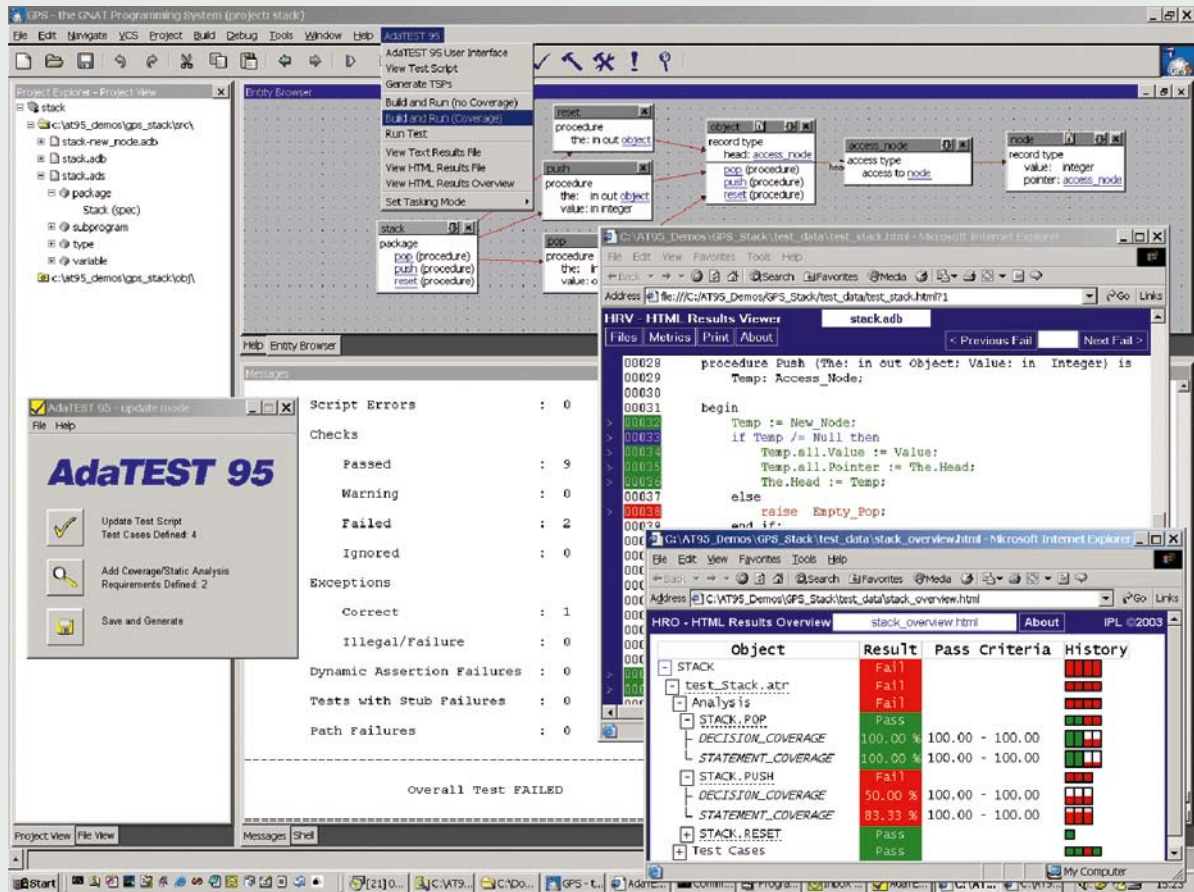 GPS - the GNAT Programming System (project: stack)
File Edit Navigate VCS Project Build Debug Tools Window Help AdaTEST 95
AdaTEST 95 User Interface
View Test Script
Generate TSPs
Build and Run (no Coverage)
Build and Run (Coverage)
Run Test
View Text Results File
View HTML Results File
View HTML Results Overview
Set Tasking Mode
Project Explorer - Project View
stack
c:\at95_demos\gps_stack\src\
stack-new_node.adb
stack.adb
stack.ads
package
Stack (spec)
subprogram
type
variable
c:\at95_demos\gps_stack\obj\
Project View File View
Entity Browser
stack
package
pop (procedure)
push (procedure)
reset (procedure)
reset
procedure
the: in out object
push
procedure
the: in out object
value: in integer
pop
procedure
the:
value:
object
record type
head: access_node
pop (procedure)
push (procedure)
reset (procedure)
access_node
access type
access to node
node
record type
value: integer
pointer: access_node
Help Entity Browser
Messages
Script Errors : 0
Checks
Passed : 9
Warning : 0
Failed : 2
Ignored : 0
Exceptions
Correct : 1
Illegal/Failure : 0
Dynamic Assertion Failures : 0
Tests with Stub Failures : 0
Path Failures : 0
Overall Test FAILED
Messages Shell
AdaTEST 95 - update mode
File Help
AdaTEST 95
Update Test Script
Test Cases Defined: 4
Add Coverage/Static Analysis
Requirements Defined: 2
Save and Generate
C:\AT95_Demos\GPS_Stack\test_data\test_stack.html - Microsoft Internet Explorer
File Edit View Favorites Tools Help
Back Search Favorites Media
Address file:///C:/AT95_Demos/GPS_Stack/test_data/test_stack.html?1 Go Links
HRV - HTML Results Viewer stack.adb
Files Metrics Print About < Previous Fail Next Fail >
00028 procedure Push (The: in out Object; Value: in Integer) is
00029 Temp: Access_Node;
00030
00031 begin
> 00032 Temp := New_Node;
> 00033 if Temp /= Null then
> 00034 Temp.all.Value := Value;
> 00035 Temp.all.Pointer := The.Head;
> 00036 The.Head := Temp;
00037 else
> 00038 raise Empty_Pop;
00039 end if;
C:\AT95_Demos\GPS_Stack\test_data\stack_overview.html - Microsoft Internet Explorer
File Edit View Favorites Tools Help
Back Search Favorites Media
Address C:\AT95_Demos\GPS_Stack\test_data\stack_overview.html Go Links
HRO - HTML Results Overview stack_overview.html About IPL ©2003
Object Result Pass Criteria History
STACK Fail
test_Stack.atr Fail
Analysis Fail
STACK.POP Pass
DECISION_COVERAGE 100.00 % 100.00 - 100.00
STATEMENT_COVERAGE 100.00 % 100.00 - 100.00
STACK.PUSH Fail
DECISION_COVERAGE 50.00 % 100.00 - 100.00
STATEMENT_COVERAGE 83.33 % 100.00 - 100.00
STACK.RESET Pass
Test Cases Pass
My Computer
Start [21] O... C:\AT9... C:\Do... GPS - t... AdaTE... Comm... Progra... Inbox 15:21